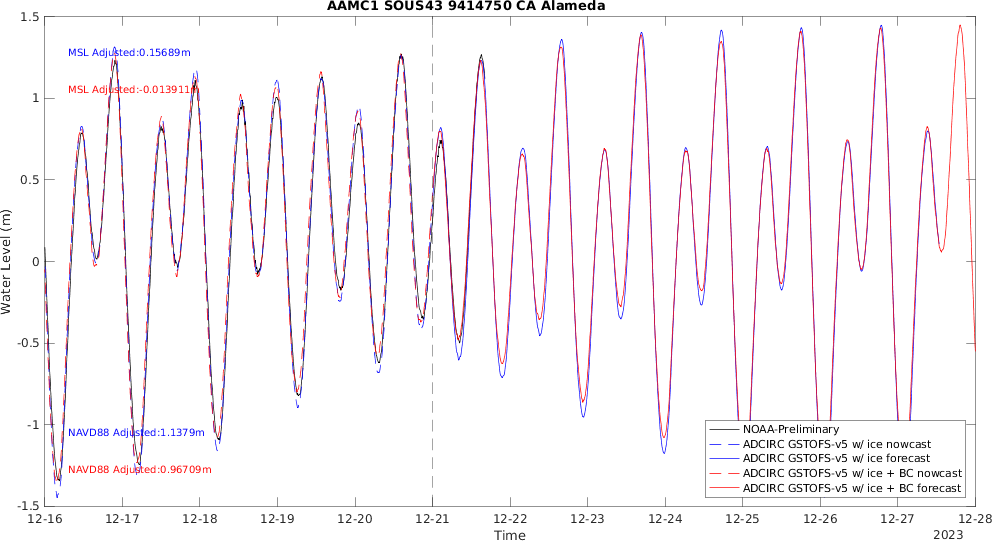 AAMC1 SOUS43 9414750 CA Alameda
1.5
1
0.5
0
-0.5
-1
-1.5
Water Level (m)
MSL Adjusted:0.15689m
MSL Adjusted:-0.013911m
NAVD88 Adjusted:1.1379m
NAVD88 Adjusted:0.96709m
NOAA-Preliminary
ADCIRC GSTOFS-v5 w/ ice nowcast
ADCIRC GSTOFS-v5 w/ ice forecast
ADCIRC GSTOFS-v5 w/ ice + BC nowcast
ADCIRC GSTOFS-v5 w/ ice + BC forecast
12-16 12-17 12-18 12-19 12-20 12-21 12-22 12-23 12-24 12-25 12-26 12-27 12-28
Time
2023